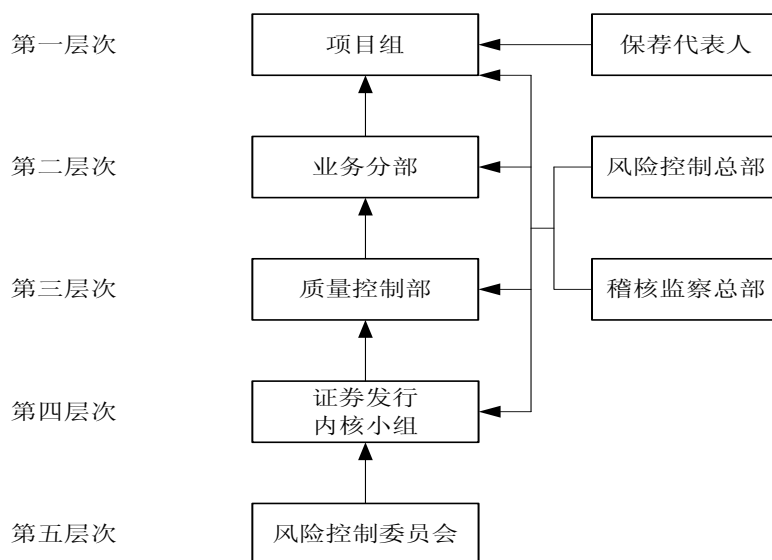 第一层次
项目组
保荐代表人
第二层次
业务分部
风险控制总部
第三层次
质量控制部
稽核监察总部
第四层次
证券发行
内核小组
第五层次
风险控制委员会